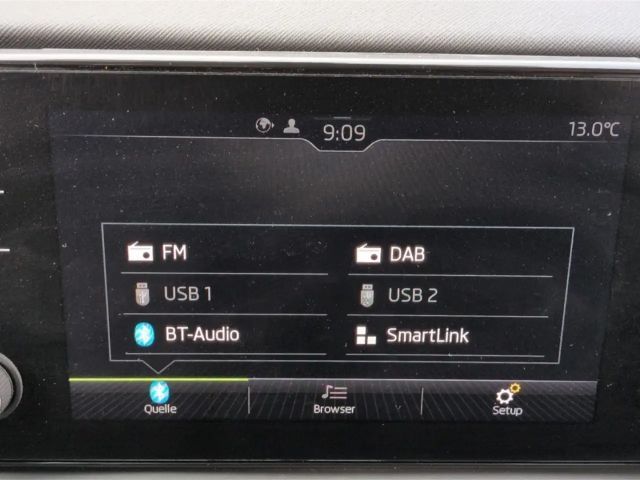 9:09
13.0°C
FM
DAB
USB 1
USB 2
BT-Audio
SmartLink
Quelle
Browser
Setup